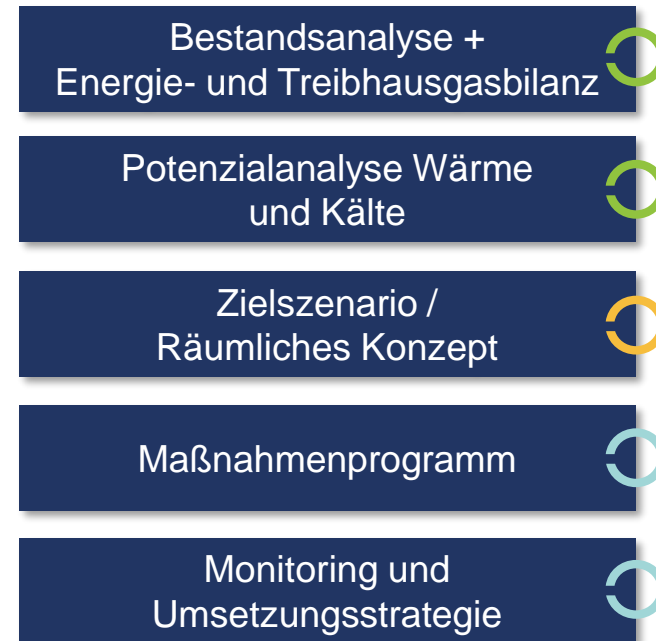 Bestandsanalyse +
Energie- und Treibhausgasbilanz
Potenzialanalyse Wärme
und Kälte
Zielszenario /
Räumliches Konzept
Maßnahmenprogramm
Monitoring und
Umsetzungsstrategie